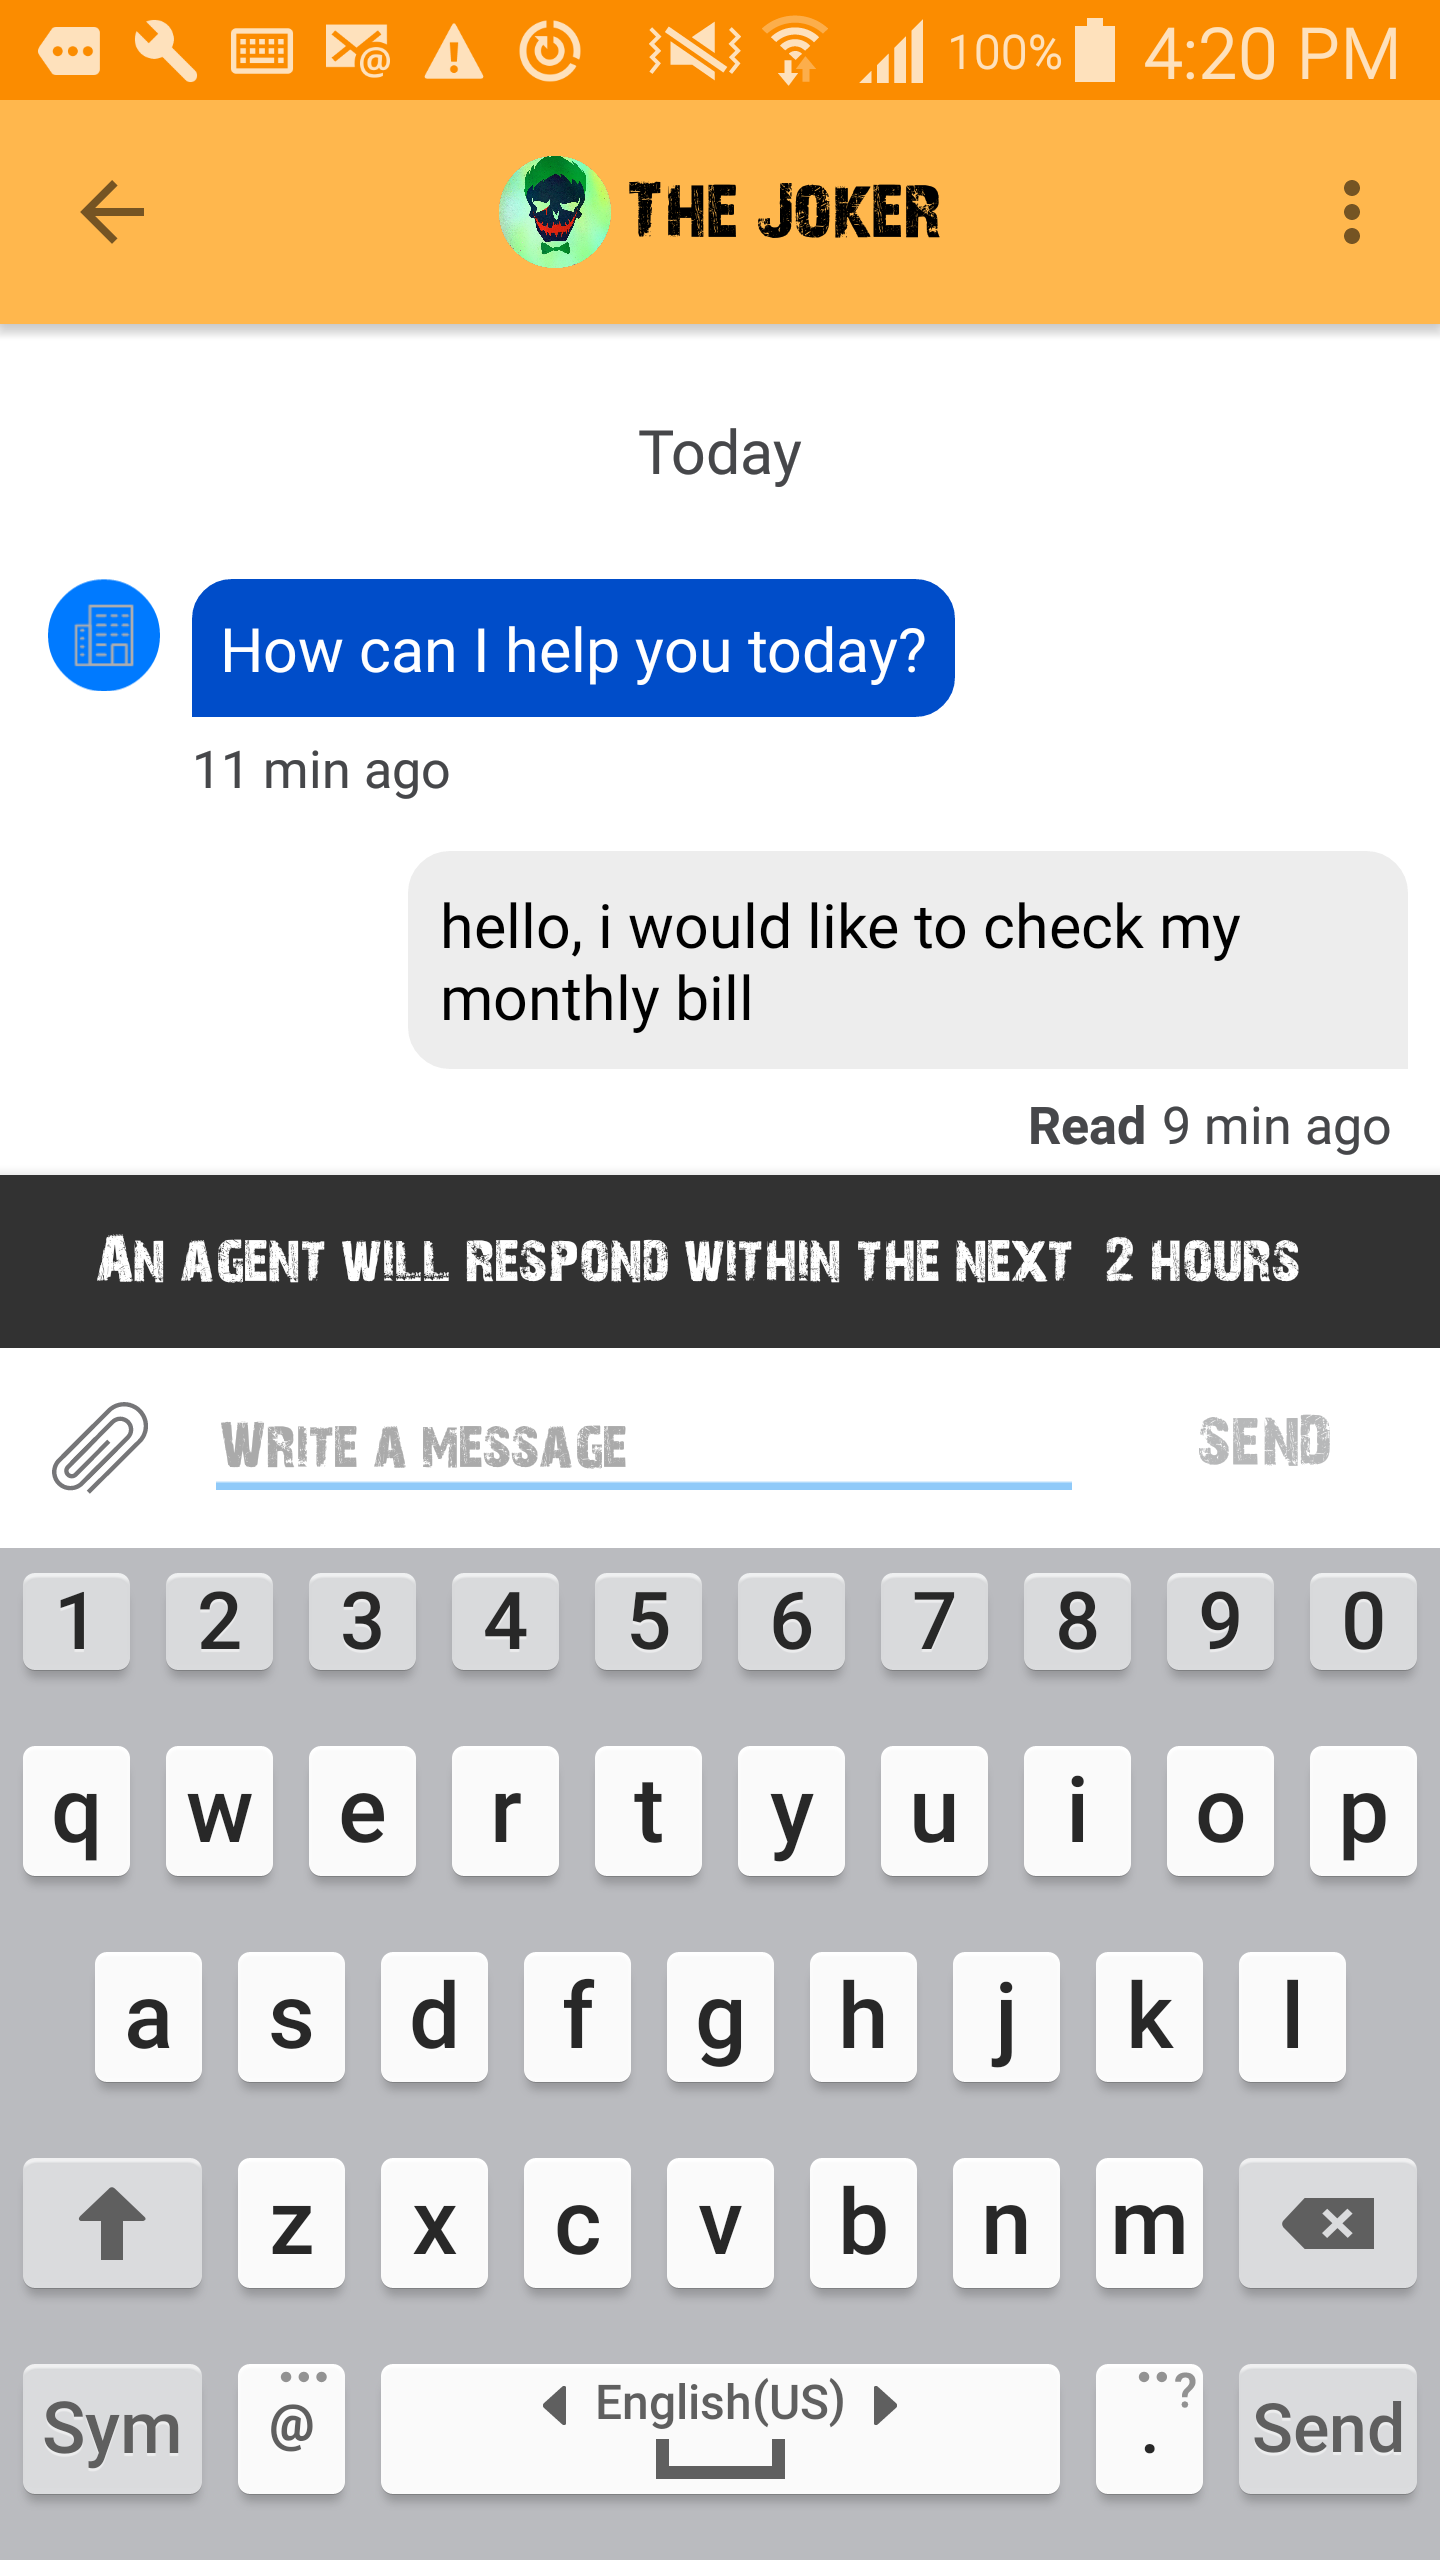 100% 4:20 PM
THE JOKER
Today
How can I help you today?
11 min ago
hello, i would like to check my
monthly bill
Read 9 min ago
AN AGENT WILL RESPOND WITHIN THE NEXT 2 HOURS
WRITE A MESSAGE SEND
1 2 3 4 5 6 7 8 9 0
q w e r t y u i o p
a s d f g h j k l
z x c v b n m
Sym @ English(US) . ? Send